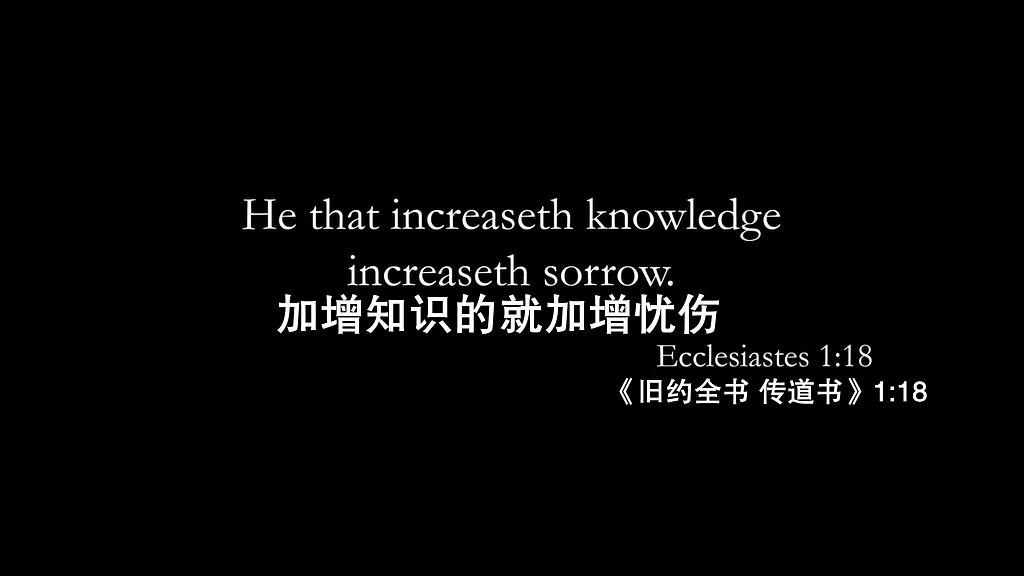 He that increaseth knowledge
increaseth sorrow.
加增知识的就加增忧伤
Ecclesiastes 1:18
《旧约全书 传道书》1:18